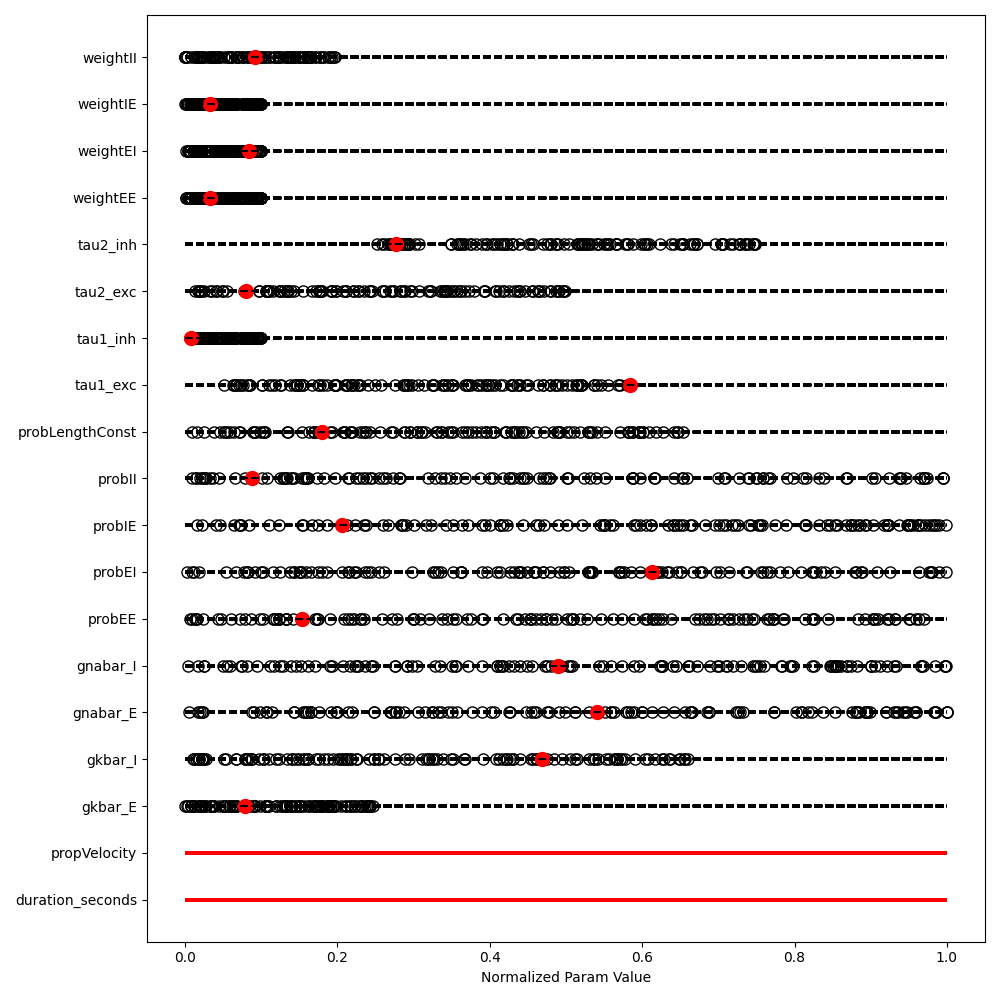 weightII
weightIE
weightEI
weightEE
tau2_inh
tau2_exc
tau1_inh
tau1_exc
probLengthConst
probII
probIE
probEI
probEE
gnabar_I
gnabar_E
gkbar_I
gkbar_E
propVelocity
duration_seconds
0.0 0.2 0.4 0.6 0.8 1.0
Normalized Param Value